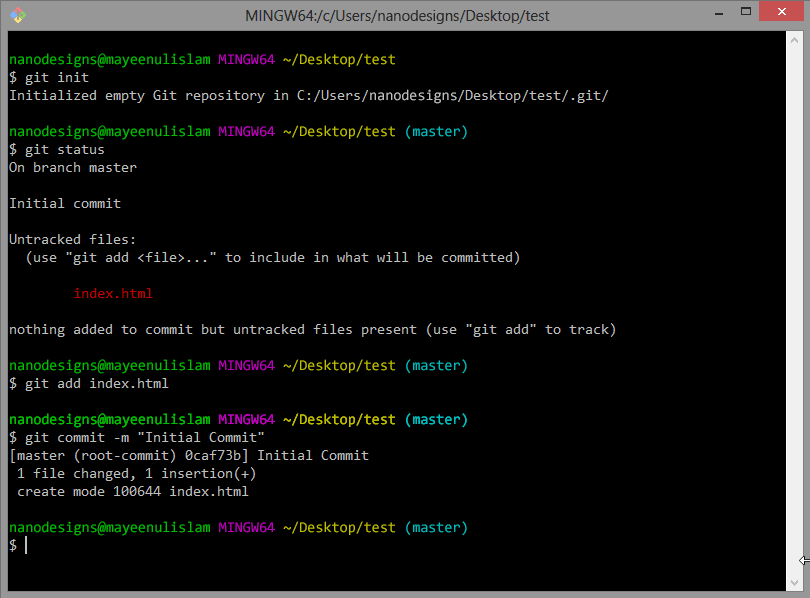 MINGW64:/c/Users/nanodesigns/Desktop/test
nanodesigns@mayeenulislam MINGW64 ~/Desktop/test
$ git init
Initialized empty Git repository in C:/Users/nanodesigns/Desktop/test/.git/
nanodesigns@mayeenulislam MINGW64 ~/Desktop/test (master)
$ git status
On branch master
Initial commit
Untracked files:
  (use "git add <file>..." to include in what will be committed)
        index.html
nothing added to commit but untracked files present (use "git add" to track)
nanodesigns@mayeenulislam MINGW64 ~/Desktop/test (master)
$ git add index.html
nanodesigns@mayeenulislam MINGW64 ~/Desktop/test (master)
$ git commit -m "Initial Commit"
[master (root-commit) 0caf73b] Initial Commit
 1 file changed, 1 insertion(+)
 create mode 100644 index.html
nanodesigns@mayeenulislam MINGW64 ~/Desktop/test (master)
$